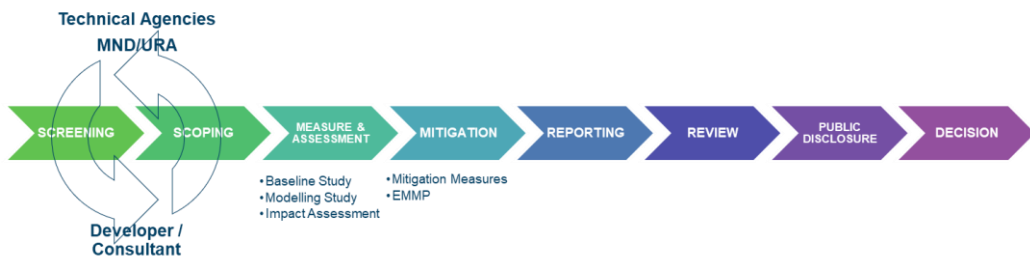 Technical Agencies
MND/URA
SCREENING
SCOPING
MEASURE &
ASSESSMENT
MITIGATION
REPORTING
REVIEW
PUBLIC
DISCLOSURE
DECISION
•Baseline Study
•Modelling Study
•Impact Assessment
•Mitigation Measures
•EMMP
Developer /
Consultant